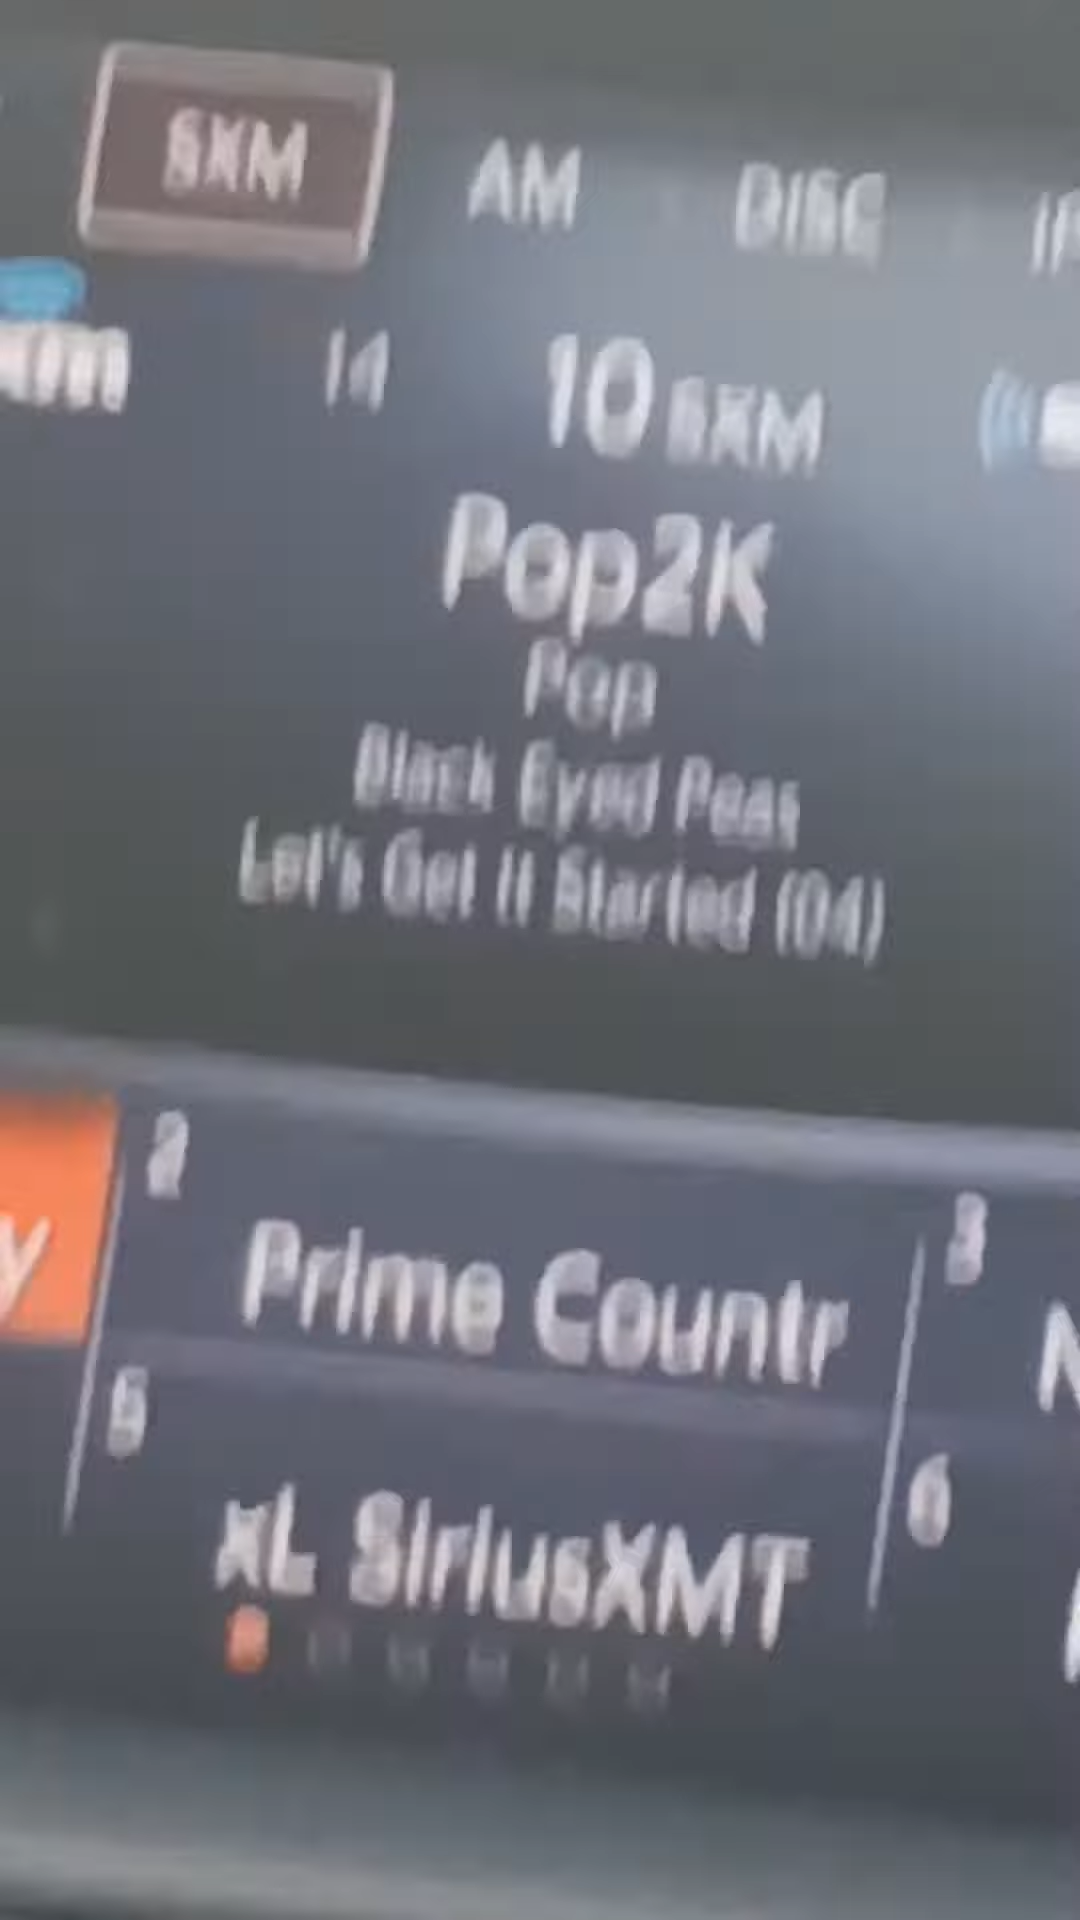 SXM AM DISC
14 10 SXM
Pop2K
Pop
Black Eyed Peas
Let's Get It Started (04)
y 2 Prime Countr 3
5 xL SiriusXMT 6